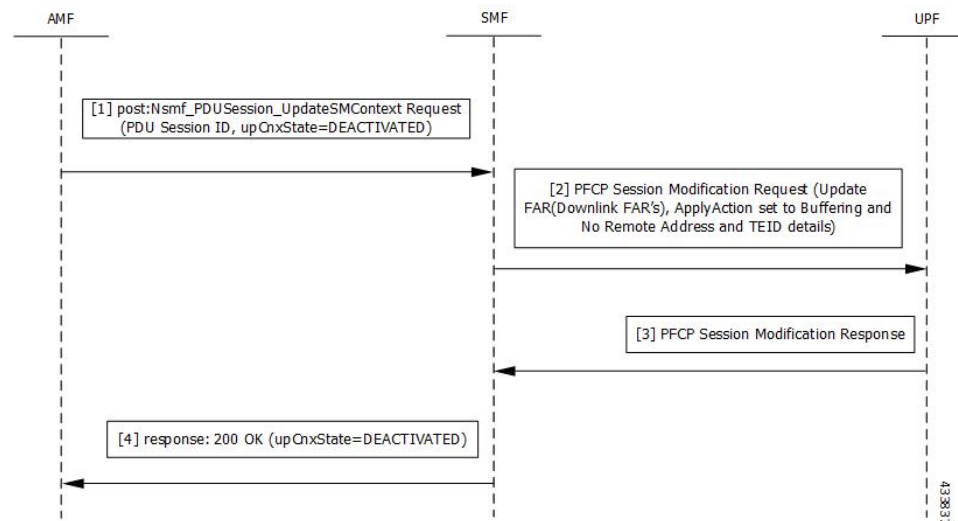 AMF
SMF
UPF
[1] post:Nsmf_PDUSession_UpdateSMContext Request
(PDU Session ID, upCnxState=DEACTIVATED)
[2] PFCP Session Modification Request (Update
FAR(Downlink FAR's), ApplyAction set to Buffering and
No Remote Address and TEID details)
[3] PFCP Session Modification Response
[4] response: 200 OK (upCnxState=DEACTIVATED)